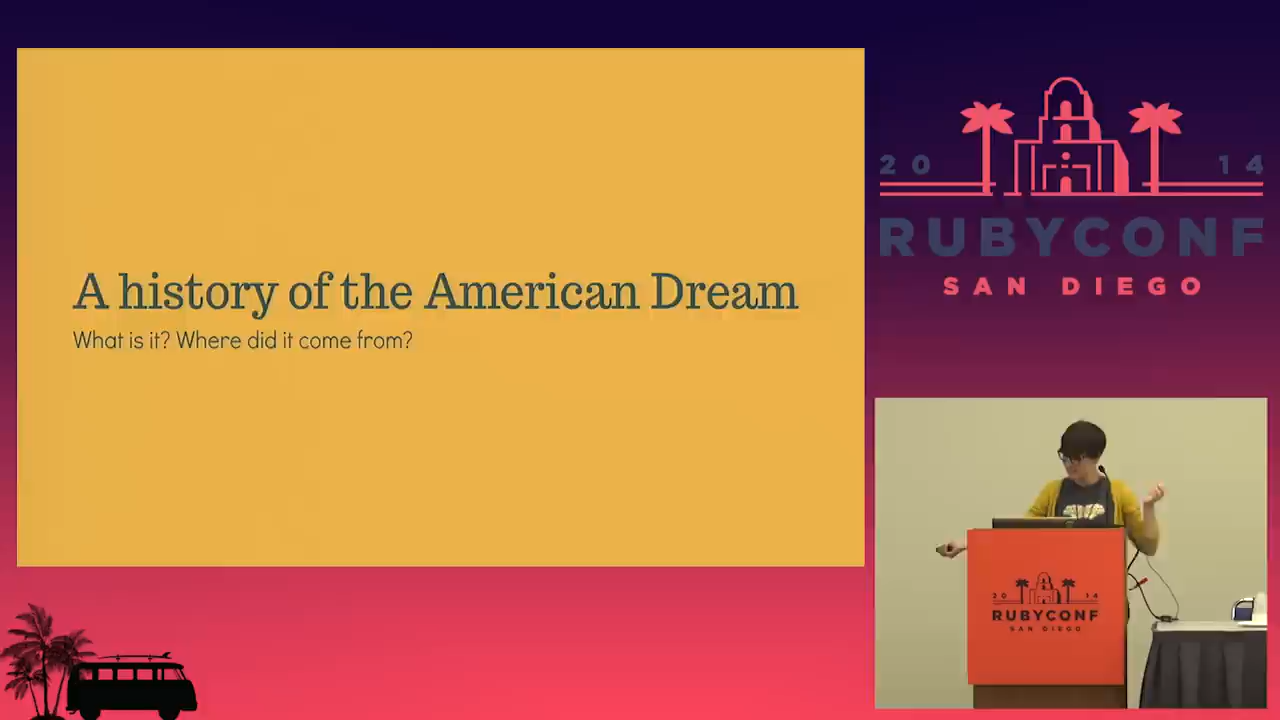 A history of the American Dream
What is it? Where did it come from?
20 14
RUBYCONF
SAN DIEGO
20 14
RUBYCONF
SAN DIEGO